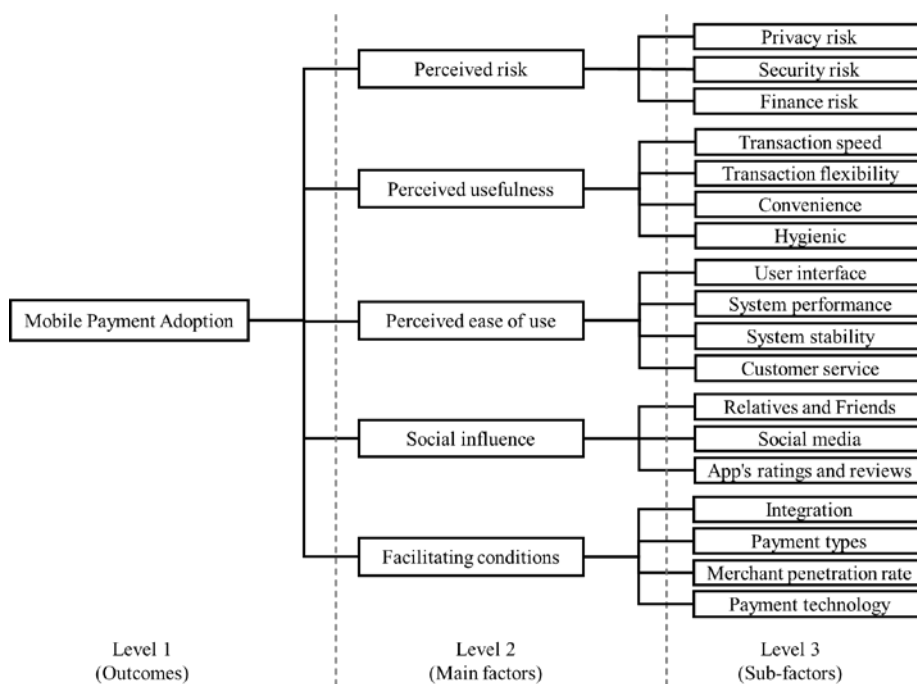 Privacy risk
Perceived risk
Security risk
Finance risk
Transaction speed
Transaction flexibility
Perceived usefulness
Convenience
Hygienic
User interface
System performance
Mobile Payment Adoption
Perceived ease of use
System stability
Customer service
Relatives and Friends
Social influence
Social media
App's ratings and reviews
Integration
Payment types
Facilitating conditions
Merchant penetration rate
Payment technology
Level 1
(Outcomes)
Level 2
(Main factors)
Level 3
(Sub-factors)